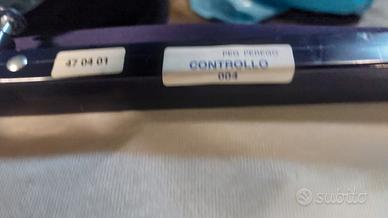 47 04 01
PEG PEREGO
CONTROLLO
004
subito